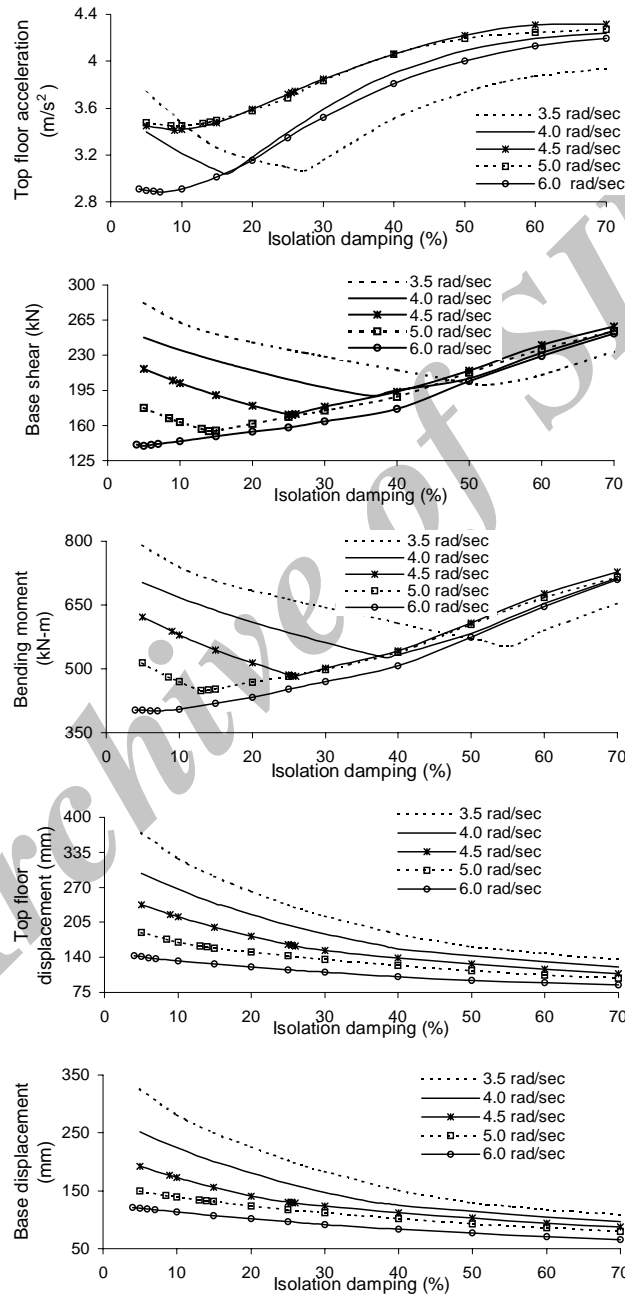 Top floor acceleration
(m/s²)
4.4
4
3.6
3.2
2.8
3.5 rad/sec
4.0 rad/sec
4.5 rad/sec
5.0 rad/sec
6.0 rad/sec
0 10 20 30 40 50 60 70
Isolation damping (%)
Base shear (kN)
300
265
230
195
160
125
3.5 rad/sec
4.0 rad/sec
4.5 rad/sec
5.0 rad/sec
6.0 rad/sec
0 10 20 30 40 50 60 70
Isolation damping (%)
Bending moment
(kN-m)
800
650
500
350
3.5 rad/sec
4.0 rad/sec
4.5 rad/sec
5.0 rad/sec
6.0 rad/sec
0 10 20 30 40 50 60 70
Isolation damping (%)
Top floor
displacement (mm)
400
335
270
205
140
75
3.5 rad/sec
4.0 rad/sec
4.5 rad/sec
5.0 rad/sec
6.0 rad/sec
0 10 20 30 40 50 60 70
Isolation damping (%)
Base displacement
(mm)
350
250
150
50
3.5 rad/sec
4.0 rad/sec
4.5 rad/sec
5.0 rad/sec
6.0 rad/sec
0 10 20 30 40 50 60 70
Isolation damping (%)
rchive of SI